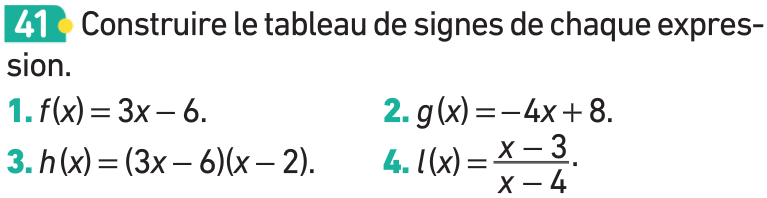 41 Construire le tableau de signes de chaque expres-
sion.
1. f(x) = 3x – 6. 2. g(x) = –4x + 8.
3. h(x) = (3x – 6)(x – 2). 4. l(x) = \frac{x – 3}{x – 4}.